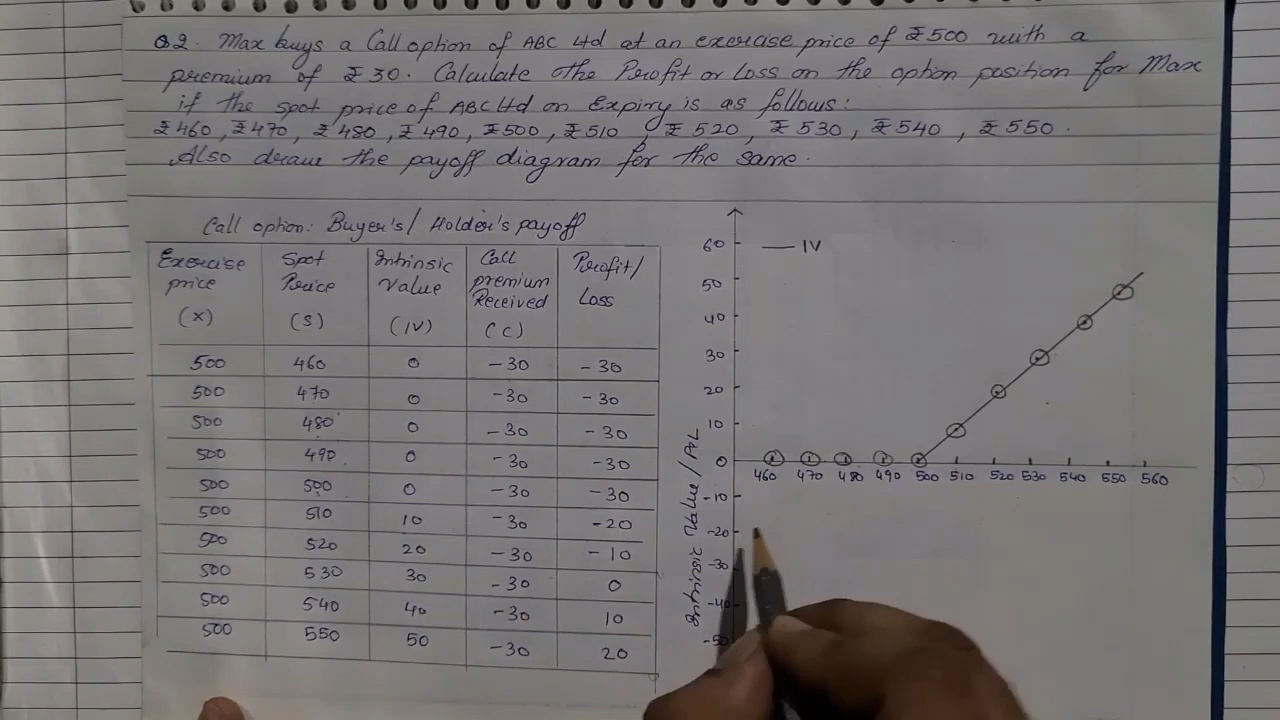 Q2. Max buys a Call option of ABC Ltd at an exercise price of ₹500 with a
premium of ₹30. Calculate the Profit or Loss on the option position for Max
if the spot price of ABC Ltd on Expiry is as follows:
₹460, ₹470, ₹480, ₹490, ₹500, ₹510, ₹520, ₹530, ₹540, ₹550.
Also draw the payoff diagram for the same.
Call option: Buyer's/Holder's payoff
Exercise price (X) Spot Price (S) Intrinsic Value (IV) Call premium Received (C) Profit/Loss
500 460 0 -30 -30
500 470 0 -30 -30
500 480 0 -30 -30
500 490 0 -30 -30
500 500 0 -30 -30
500 510 10 -30 -20
500 520 20 -30 -10
500 530 30 -30 0
500 540 40 -30 10
500 550 50 -30 20
— IV
60
50
40
30
20
10
0
-10
-20
-30
-40
-50
460 470 480 490 500 510 520 530 540 550 560
Intrinsic Value / P/L